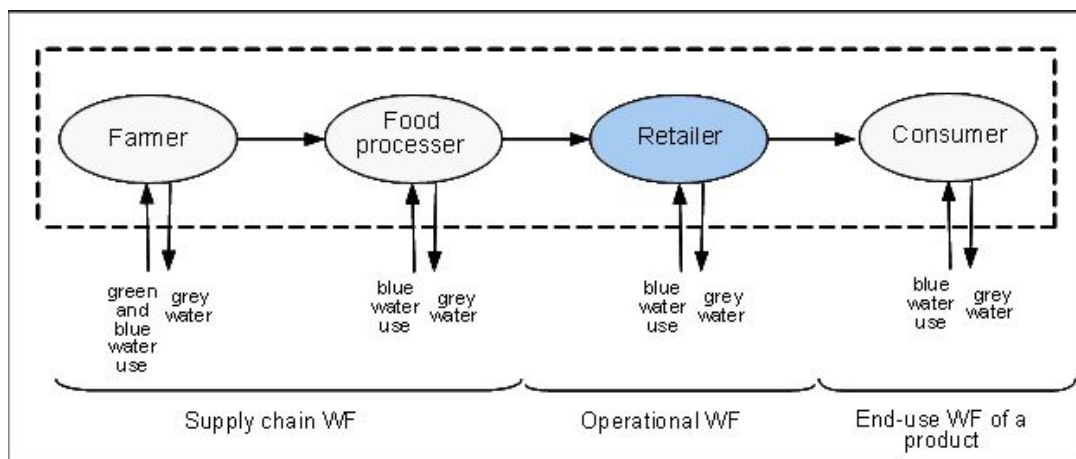 Farmer
Food
processer
Retailer
Consumer
green
and
blue
water
use
grey
water
blue
water
use
grey
water
blue
water
use
grey
water
blue
water
use
grey
water
Supply chain WF
Operational WF
End-use WF of a
product